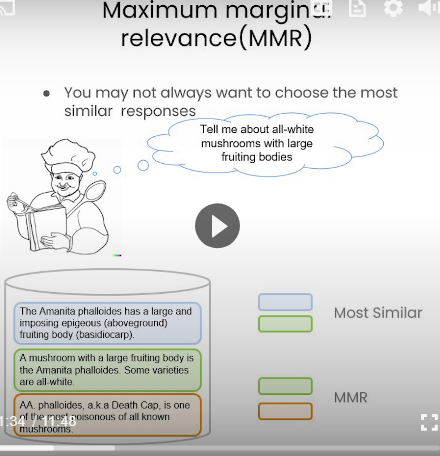 Maximum marginal
relevance(MMR)
● You may not always want to choose the most
similar responses
Tell me about all-white
mushrooms with large
fruiting bodies
The Amanita phalloides has a large and
imposing epigeous (aboveground)
fruiting body (basidiocarp).
A mushroom with a large fruiting body is
the Amanita phalloides. Some varieties
are all-white.
AA. phalloides, a.k.a Death Cap, is one
of the most poisonous of all known
mushrooms.
Most Similar
MMR
1:34 / 11:48